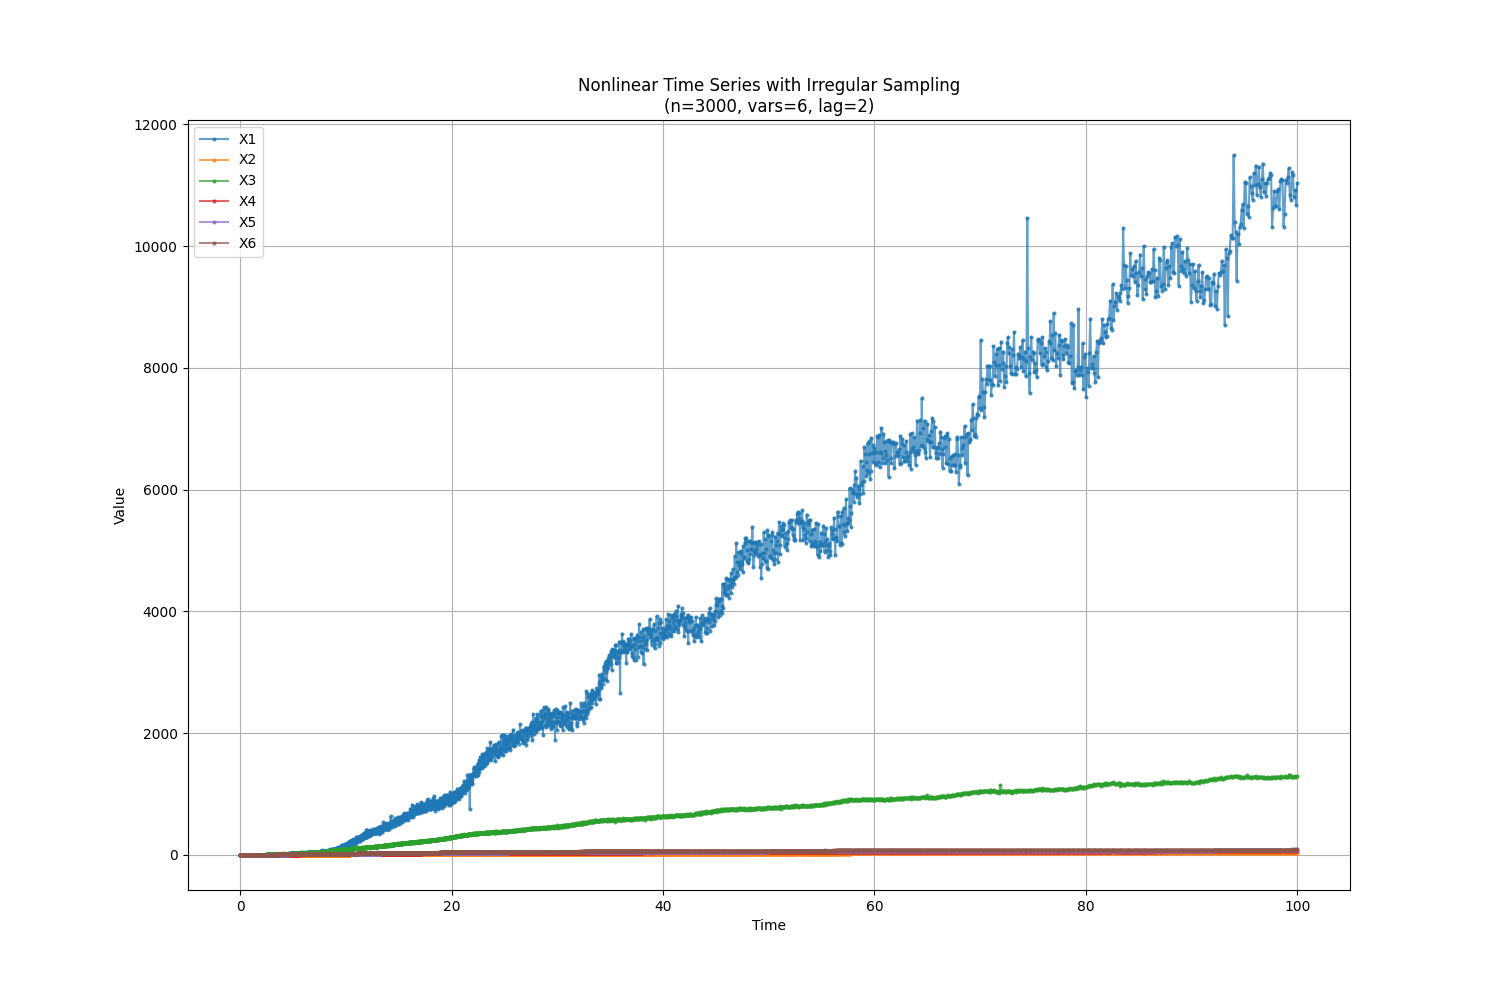 Nonlinear Time Series with Irregular Sampling
(n=3000, vars=6, lag=2)
12000
10000
8000
6000
4000
2000
0
Value
X1
X2
X3
X4
X5
X6
0
20
40
60
80
100
Time